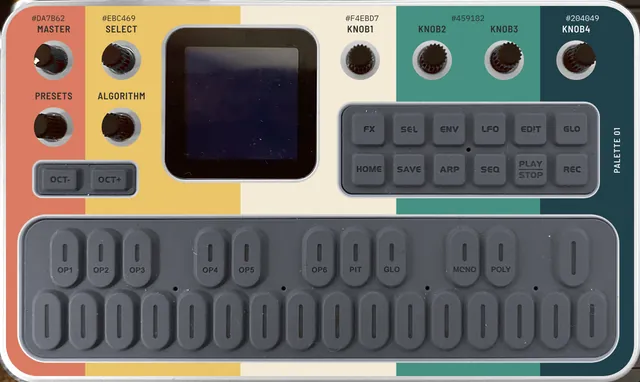 #DA7B62 #EBC469 #F4EBD7 #459182 #204049
MASTER SELECT KNOB1 KNOB2 KNOB3 KNOB4
PRESETS ALGORITHM
FX SEL ENV LFO EDIT GLO
HOME SAVE ARP SEQ PLAY STOP REC
OCT- OCT+
PALETTE 01
OP1 OP2 OP3 OP4 OP5 OP6 PIT GLO MONO POLY